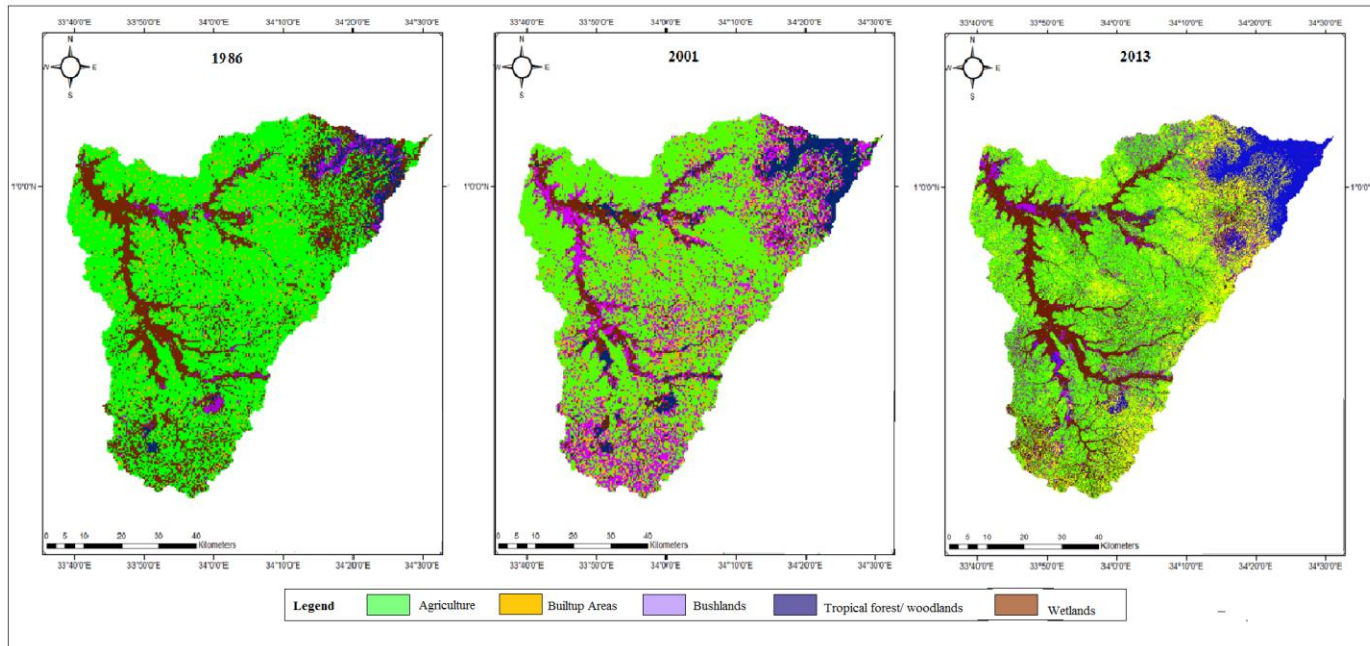 33°40'0"E 33°50'0"E 34°0'0"E 34°10'0"E 34°20'0"E 34°30'0"E
33°40'0"E 33°50'0"E 34°0'0"E 34°10'0"E 34°20'0"E 34°30'0"E
33°40'0"E 33°50'0"E 34°0'0"E 34°10'0"E 34°20'0"E 34°30'0"E
N
W E
S
1986
N
W E
S
2001
N
W E
S
2013
1°0'0"N
1°0'0"N
0 5 10 20 30 40
Kilometers
0 5 10 20 30 40
Kilometers
0 5 10 20 30 40
Kilometers
33°40'0"E 33°50'0"E 34°0'0"E 34°10'0"E 34°20'0"E 34°30'0"E
33°40'0"E 33°50'0"E 34°0'0"E 34°10'0"E 34°20'0"E 34°30'0"E
33°40'0"E 33°50'0"E 34°0'0"E 34°10'0"E 34°20'0"E 34°30'0"E
Legend Agriculture Builtup Areas Bushlands Tropical forest/ woodlands Wetlands